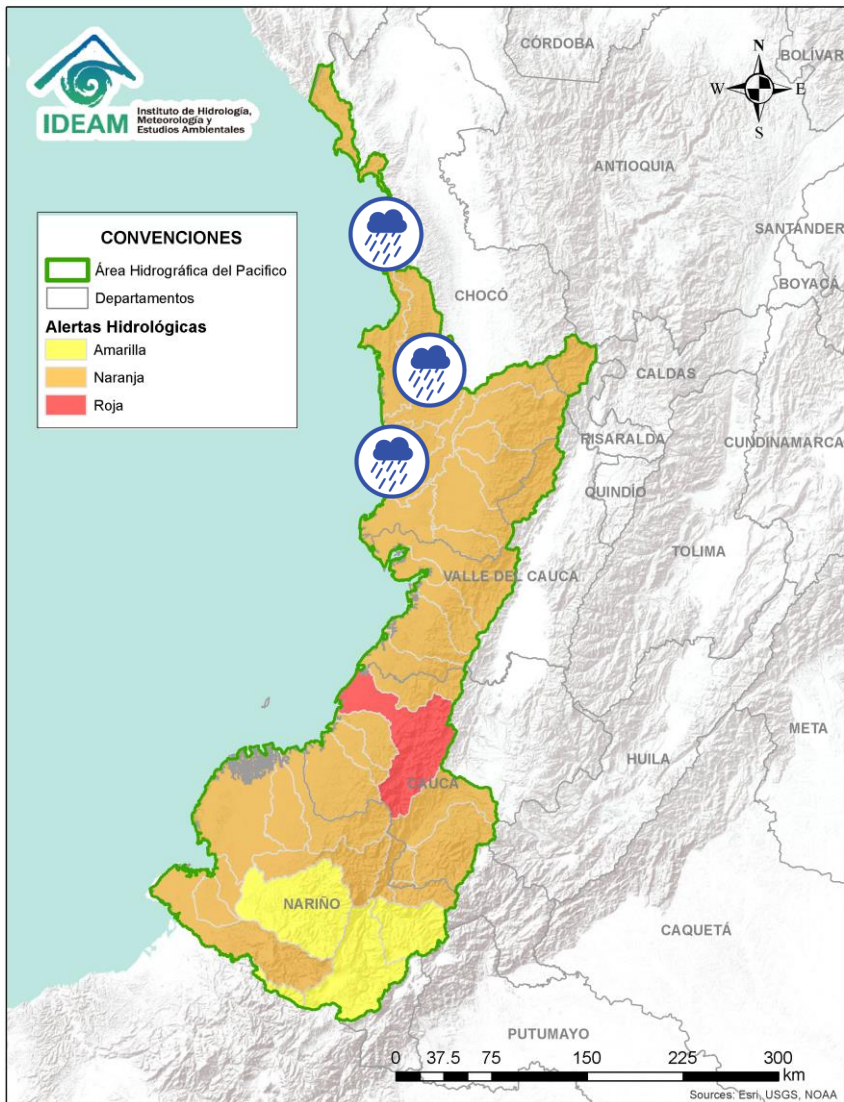 IDEAM
Instituto de Hidrología,
Meteorología y
Estudios Ambientales
CÓRDOBA
BOLÍVAR
N
W
E
S
ANTIOQUIA
SANTANDER
CONVENCIONES
Área Hidrográfica del Pacifico
Departamentos
Alertas Hidrológicas
Amarilla
Naranja
Roja
BOYACÁ
CHOCÓ
CALDAS
RISARALDA
CUNDINAMARCA
QUINDÍO
TOLIMA
VALLE DEL CAUCA
META
HUILA
CAUCA
NARIÑO
CAQUETÁ
PUTUMAYO
0 37.5 75 150 225 300
km
Sources: Esri, USGS, NOAA